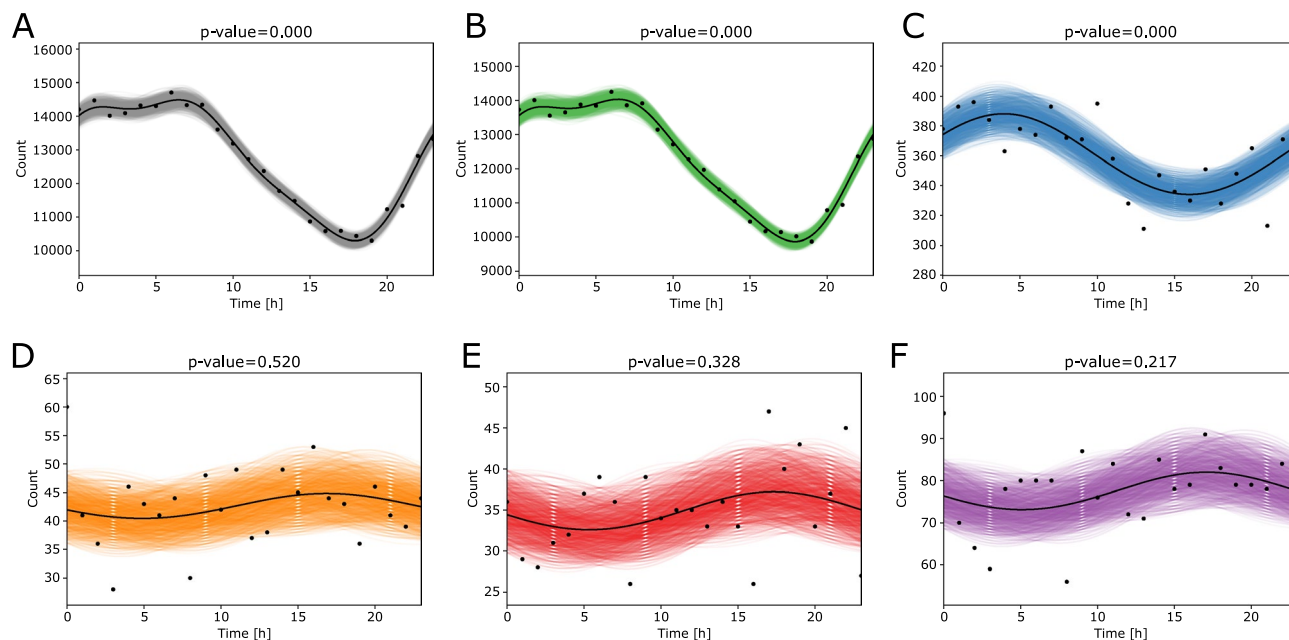 A
p-value=0.000
Count
16000
15000
14000
13000
12000
11000
10000
0 5 10 15 20
Time [h]
B
p-value=0.000
Count
15000
14000
13000
12000
11000
10000
9000
0 5 10 15 20
Time [h]
C
p-value=0.000
Count
420
400
380
360
340
320
300
280
0 5 10 15 20
Time [h]
D
p-value=0.520
Count
65
60
55
50
45
40
35
30
0 5 10 15 20
Time [h]
E
p-value=0.328
Count
50
45
40
35
30
25
0 5 10 15 20
Time [h]
F
p-value=0.217
Count
100
90
80
70
60
0 5 10 15 20
Time [h]